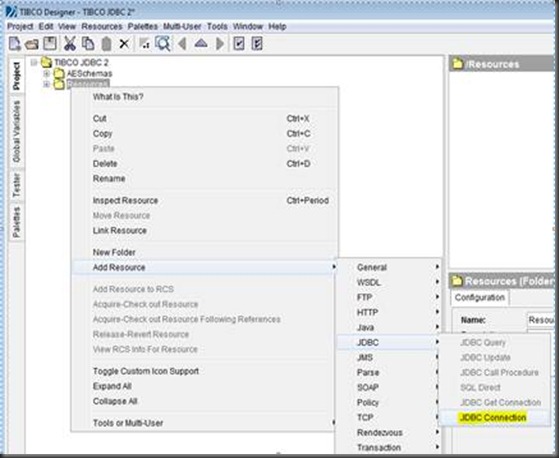 TIBCO Designer - TIBCO JDBC 2*
Project Edit View Resources Palettes Multi-User Tools Window Help
Project
Global Variables
Tester
Palettes
TIBCO JDBC 2
AESchemas
Resources
What Is This?
Cut Ctrl+X
Copy Ctrl+C
Paste Ctrl+V
Delete Ctrl+D
Rename
Inspect Resource Ctrl+Period
Move Resource
Link Resource
New Folder
Add Resource
Add Resource to RCS
Acquire-Check out Resource
Acquire-Check out Resource Following References
Release-Revert Resource
View RCS Info For Resource
Toggle Custom Icon Support
Expand All
Collapse All
Tools or Multi-User
General
WSDL
FTP
HTTP
Java
JDBC
JMS
Parse
SOAP
Policy
TCP
Rendezvous
Transaction
JDBC Query
JDBC Update
JDBC Call Procedure
SQL Direct
JDBC Get Connection
JDBC Connection
/Resources
Resources (Folder
Configuration
Name: Resou